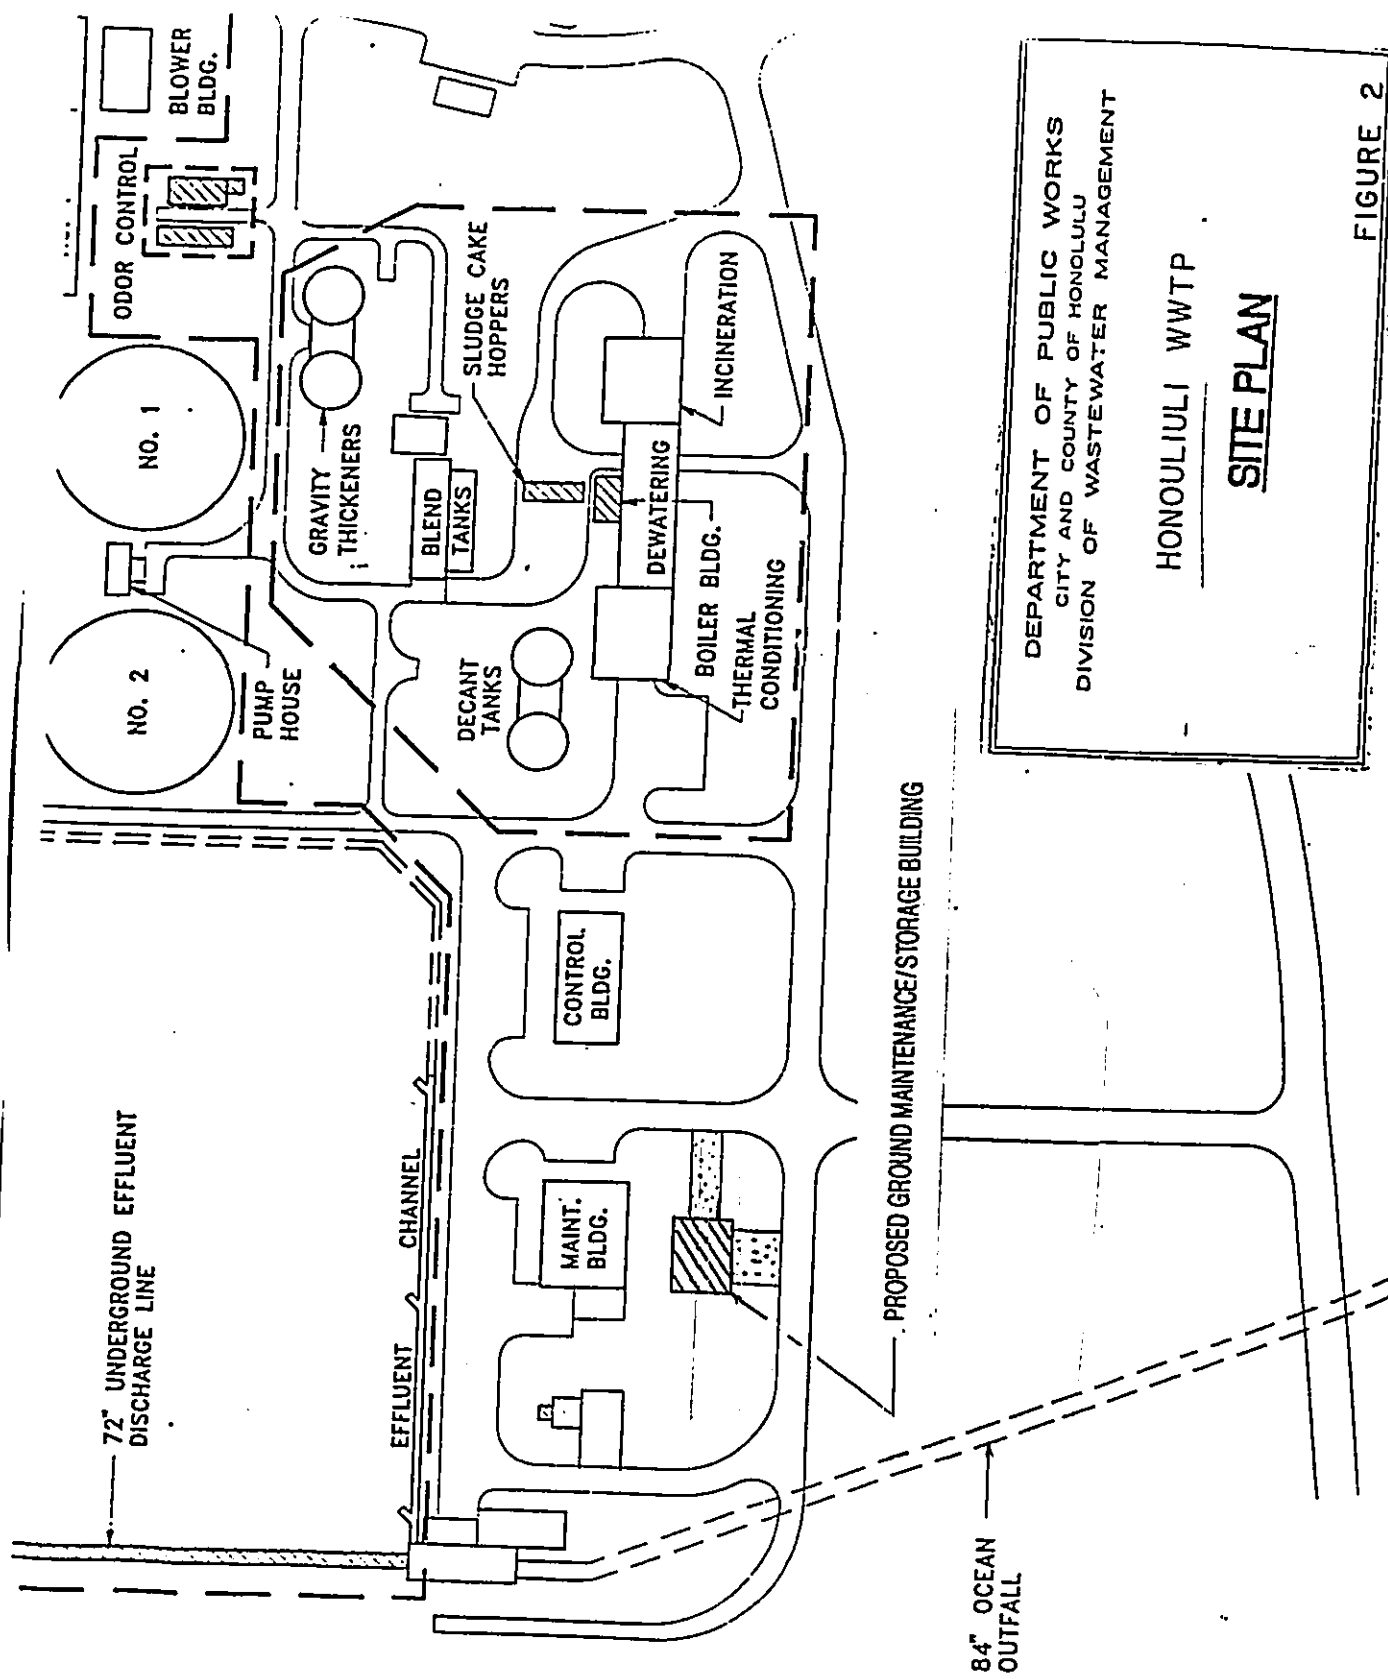 72" UNDERGROUND EFFLUENT
DISCHARGE LINE
EFFLUENT CHANNEL
NO. 2
NO. 1
PUMP
HOUSE
ODOR CONTROL
BLOWER
BLDG.
GRAVITY
THICKENERS
BLEND
TANKS
SLUDGE CAKE
HOPPERS
DECANT
TANKS
DEWATERING
INCINERATION
BOILER BLDG.
THERMAL
CONDITIONING
CONTROL
BLDG.
MAINT.
BLDG.
PROPOSED GROUND MAINTENANCE/STORAGE BUILDING
84" OCEAN
OUTFALL
DEPARTMENT OF PUBLIC WORKS
CITY AND COUNTY OF HONOLULU
DIVISION OF WASTEWATER MANAGEMENT
HONOULIULI WWTP
SITE PLAN
FIGURE 2